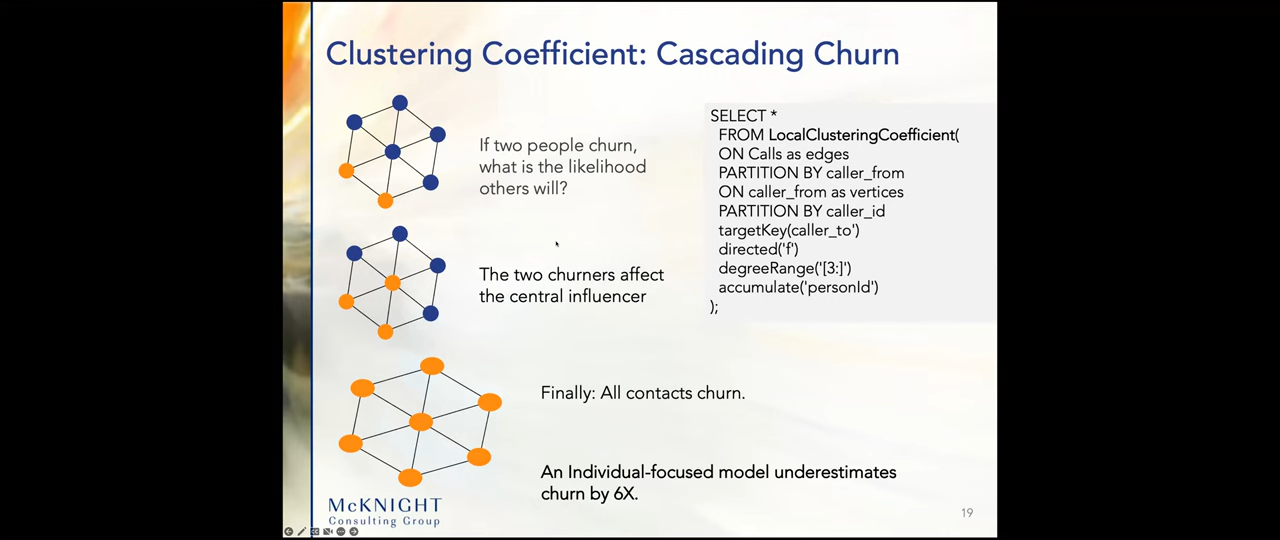 Clustering Coefficient: Cascading Churn
If two people churn,
what is the likelihood
others will?
The two churners affect
the central influencer
Finally: All contacts churn.
An Individual-focused model underestimates
churn by 6X.
SELECT *
FROM LocalClusteringCoefficient(
ON Calls as edges
PARTITION BY caller_from
ON caller_from as vertices
PARTITION BY caller_id
targetKey(caller_to')
directed('f')
degreeRange('[3:]')
accumulate('personId')
);
McKNIGHT
Consulting Group
19